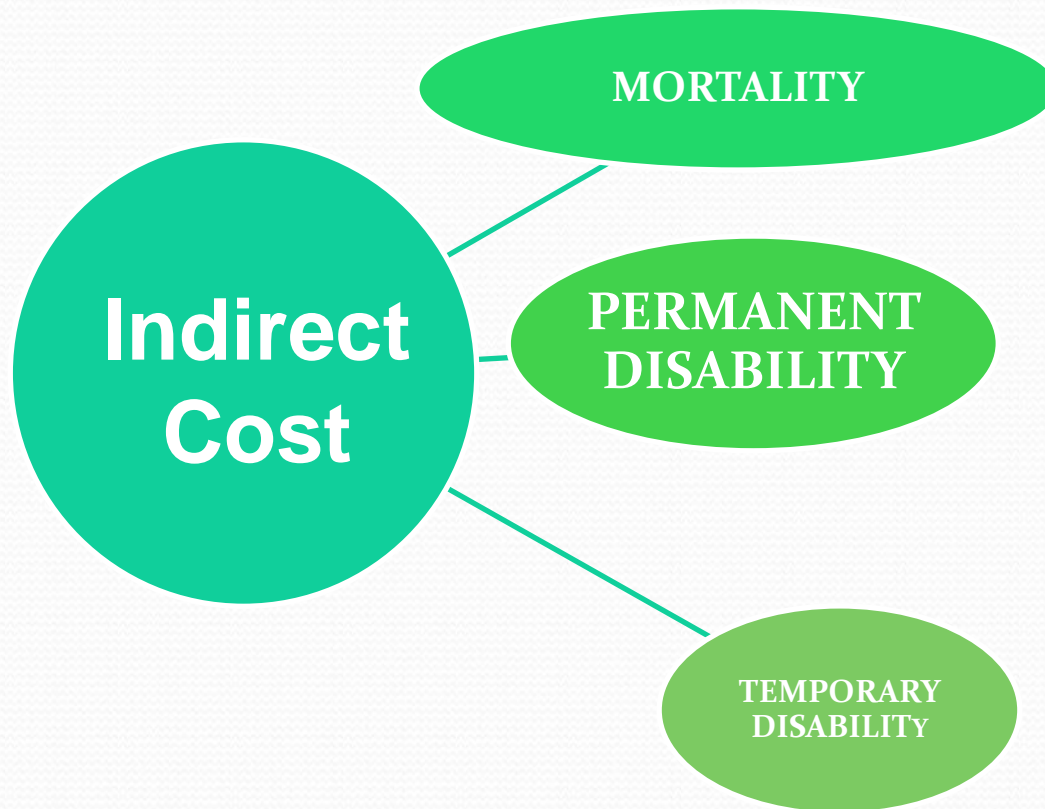 MORTALITY
Indirect
Cost
PERMANENT
DISABILITY
TEMPORARY
DISABILITY